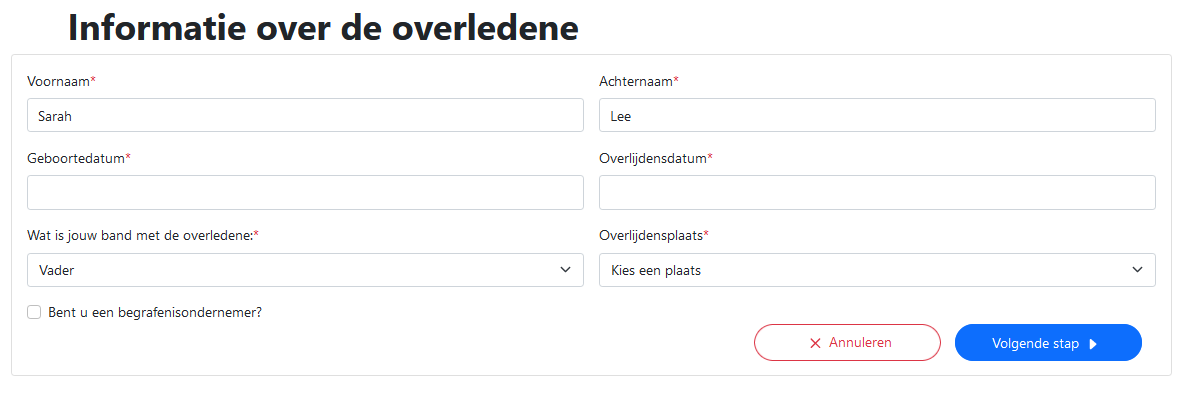 Informatie over de overledene
Voornaam* Achternaam*
Sarah Lee
Geboortedatum* Overlijdensdatum*
Wat is jouw band met de overledene:* Overlijdensplaats*
Vader Kies een plaats
Bent u een begrafenisondernemer?
Annuleren Volgende stap